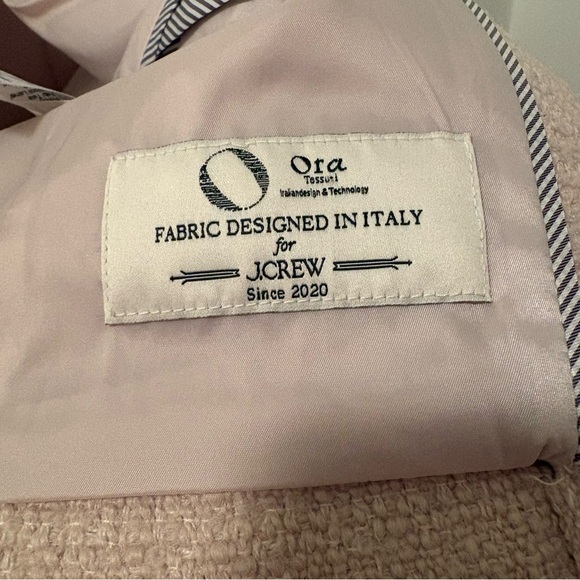 Ora
Tessuti
Italiandesign & Technology
FABRIC DESIGNED IN ITALY
for
J.CREW
Since 2020